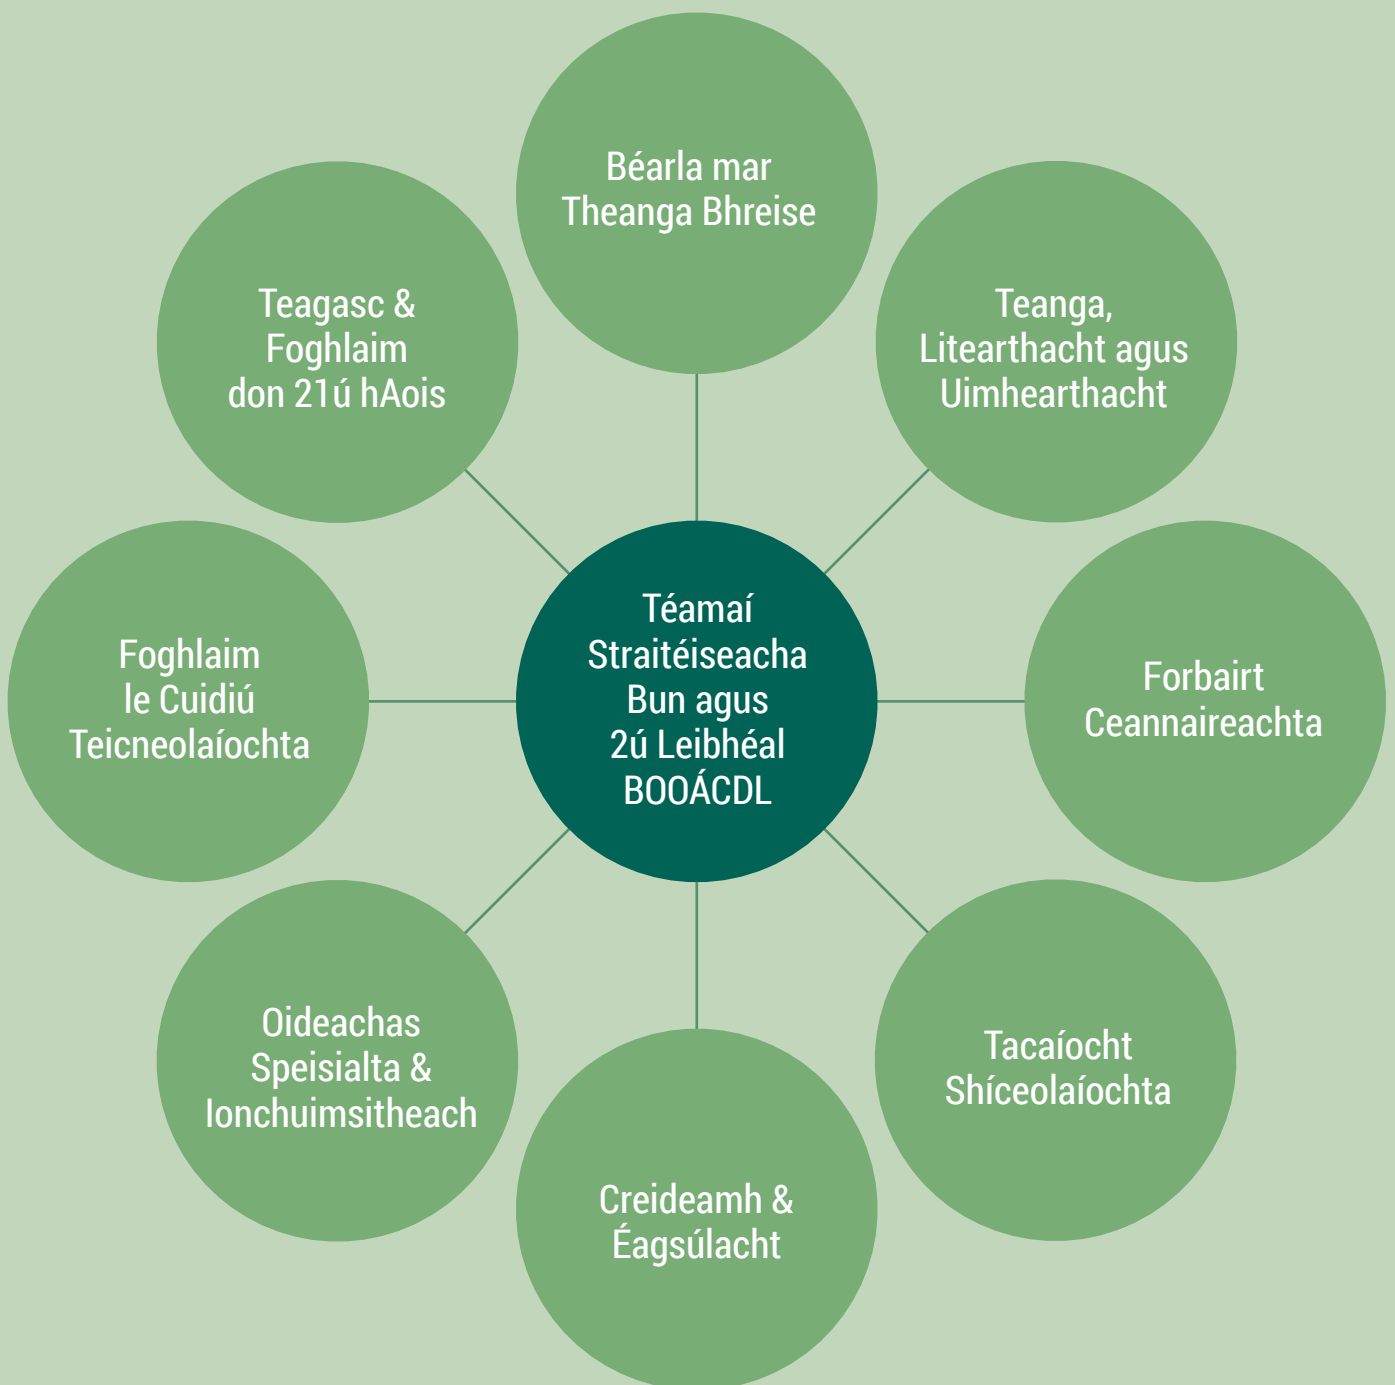 Béarla mar
Theanga Bhreise
Teanga,
Litearthacht agus
Uimhearthacht
Forbairt
Ceannaireachta
Tacaíocht
Shíceolaíochta
Creideamh &
Éagsúlacht
Oideachas
Speisialta &
Ionchuimsitheach
Foghlaim
le Cuidiú
Teicneolaíochta
Teagasc &
Foghlaim
don 21ú hAois
Téamaí
Straitéiseacha
Bun agus
2ú Leibhéal
BOOÁCDL